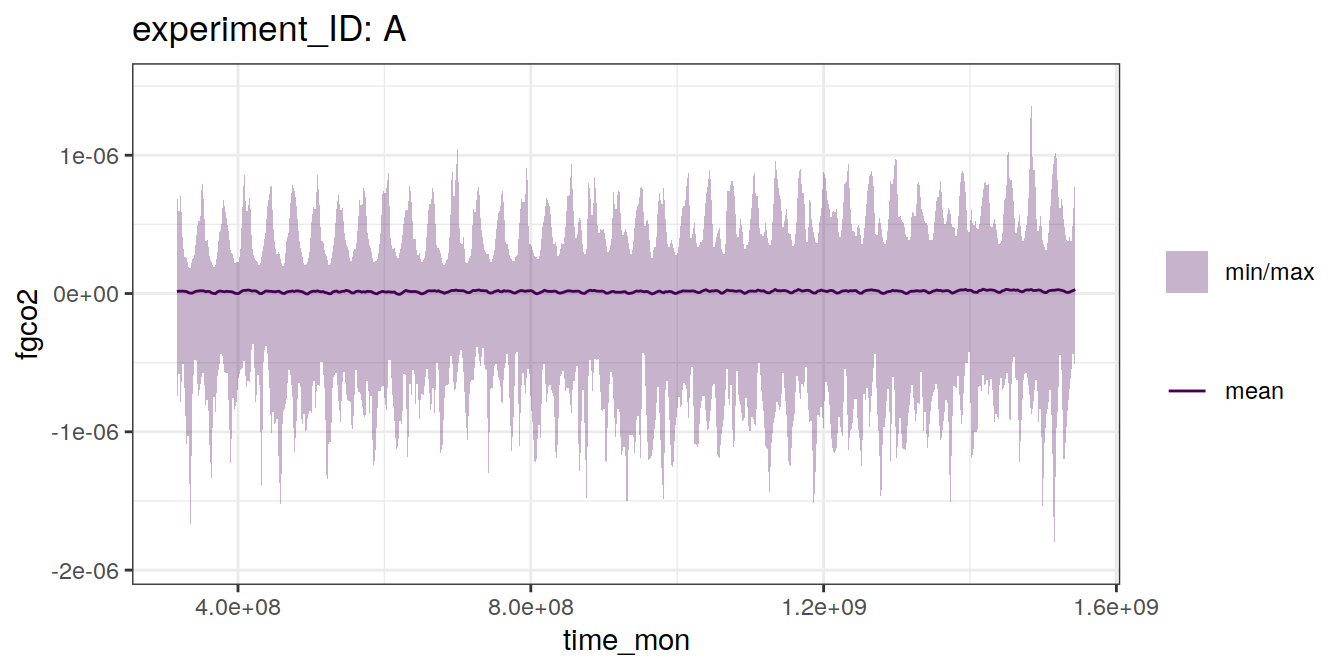 experiment_ID: A
1e-06
0e+00
-1e-06
-2e-06
fgco2
4.0e+08
8.0e+08
1.2e+09
1.6e+09
time_mon
min/max
mean